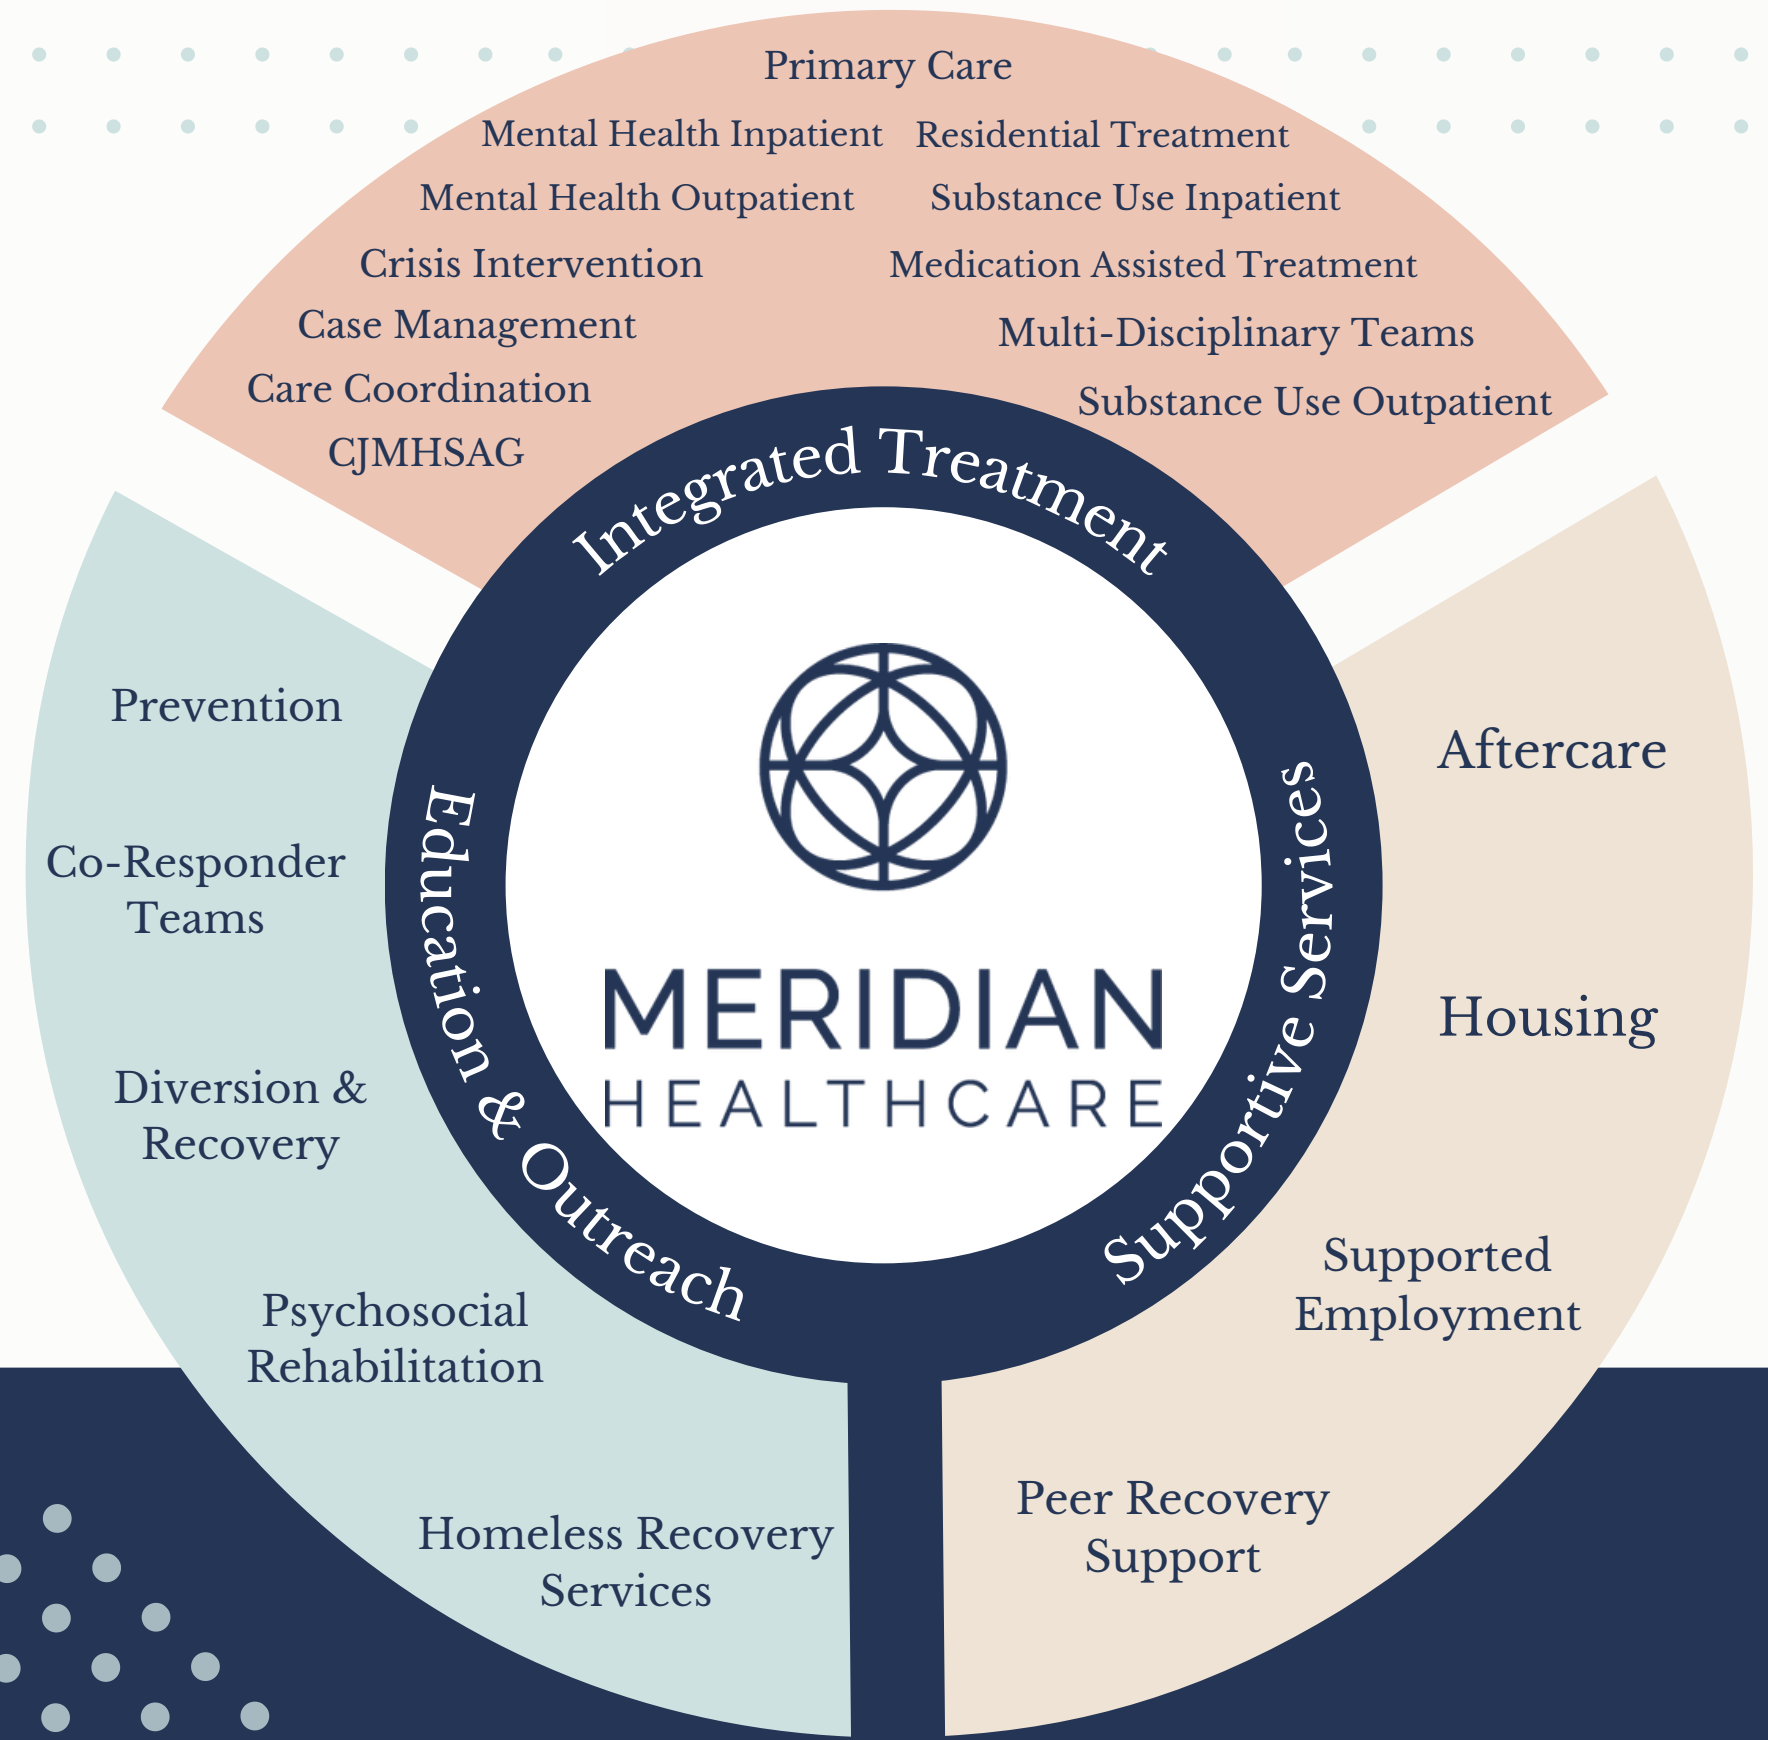 Primary Care
Mental Health Inpatient
Residential Treatment
Mental Health Outpatient
Substance Use Inpatient
Crisis Intervention
Medication Assisted Treatment
Case Management
Multi-Disciplinary Teams
Care Coordination
Substance Use Outpatient
CJMHSAG
Integrated Treatment
Prevention
Co-Responder
Teams
Diversion &
Recovery
Psychosocial
Rehabilitation
Homeless Recovery
Services
Education & Outreach
MERIDIAN
HEALTHCARE
Supportive Services
Aftercare
Housing
Supported
Employment
Peer Recovery
Support